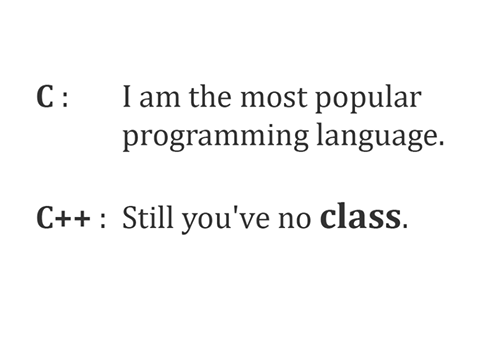 C : I am the most popular
programming language.
C++ : Still you've no class.